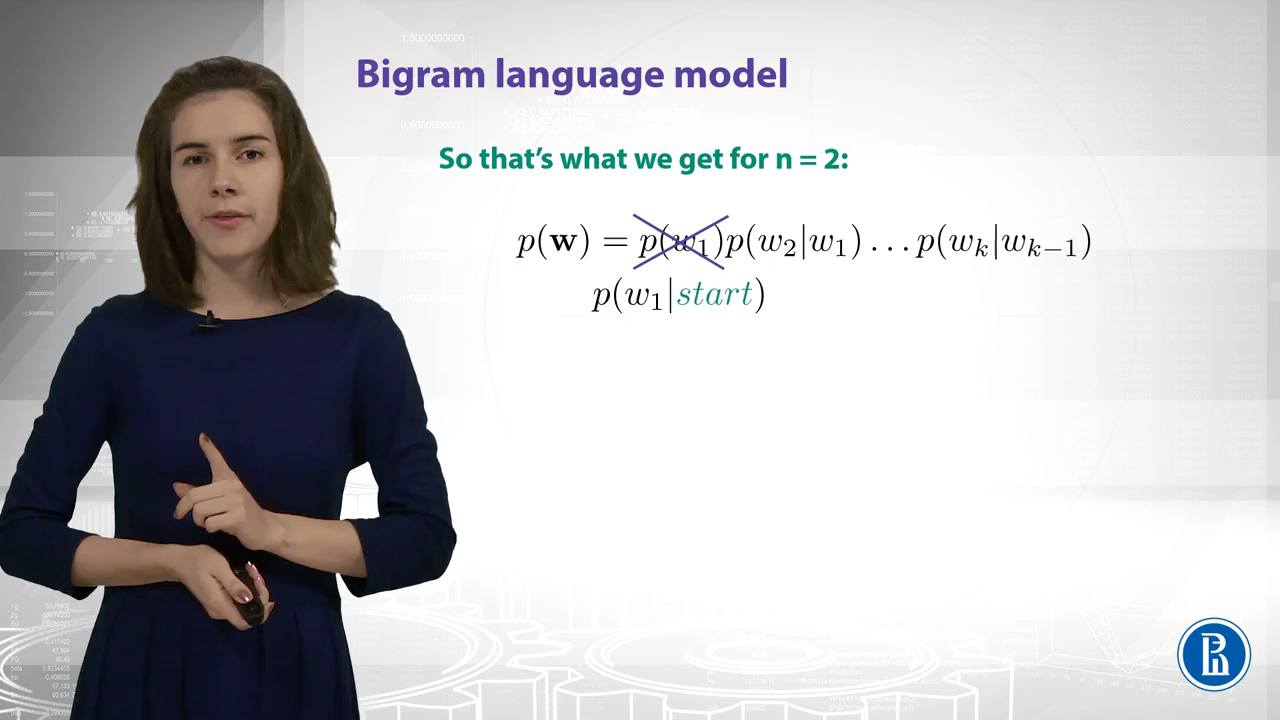 Bigram language model
So that's what we get for n = 2:
p(w) = p(w₁)p(w₂|w₁) … p(wₖ|wₖ₋₁)
p(w₁|start)